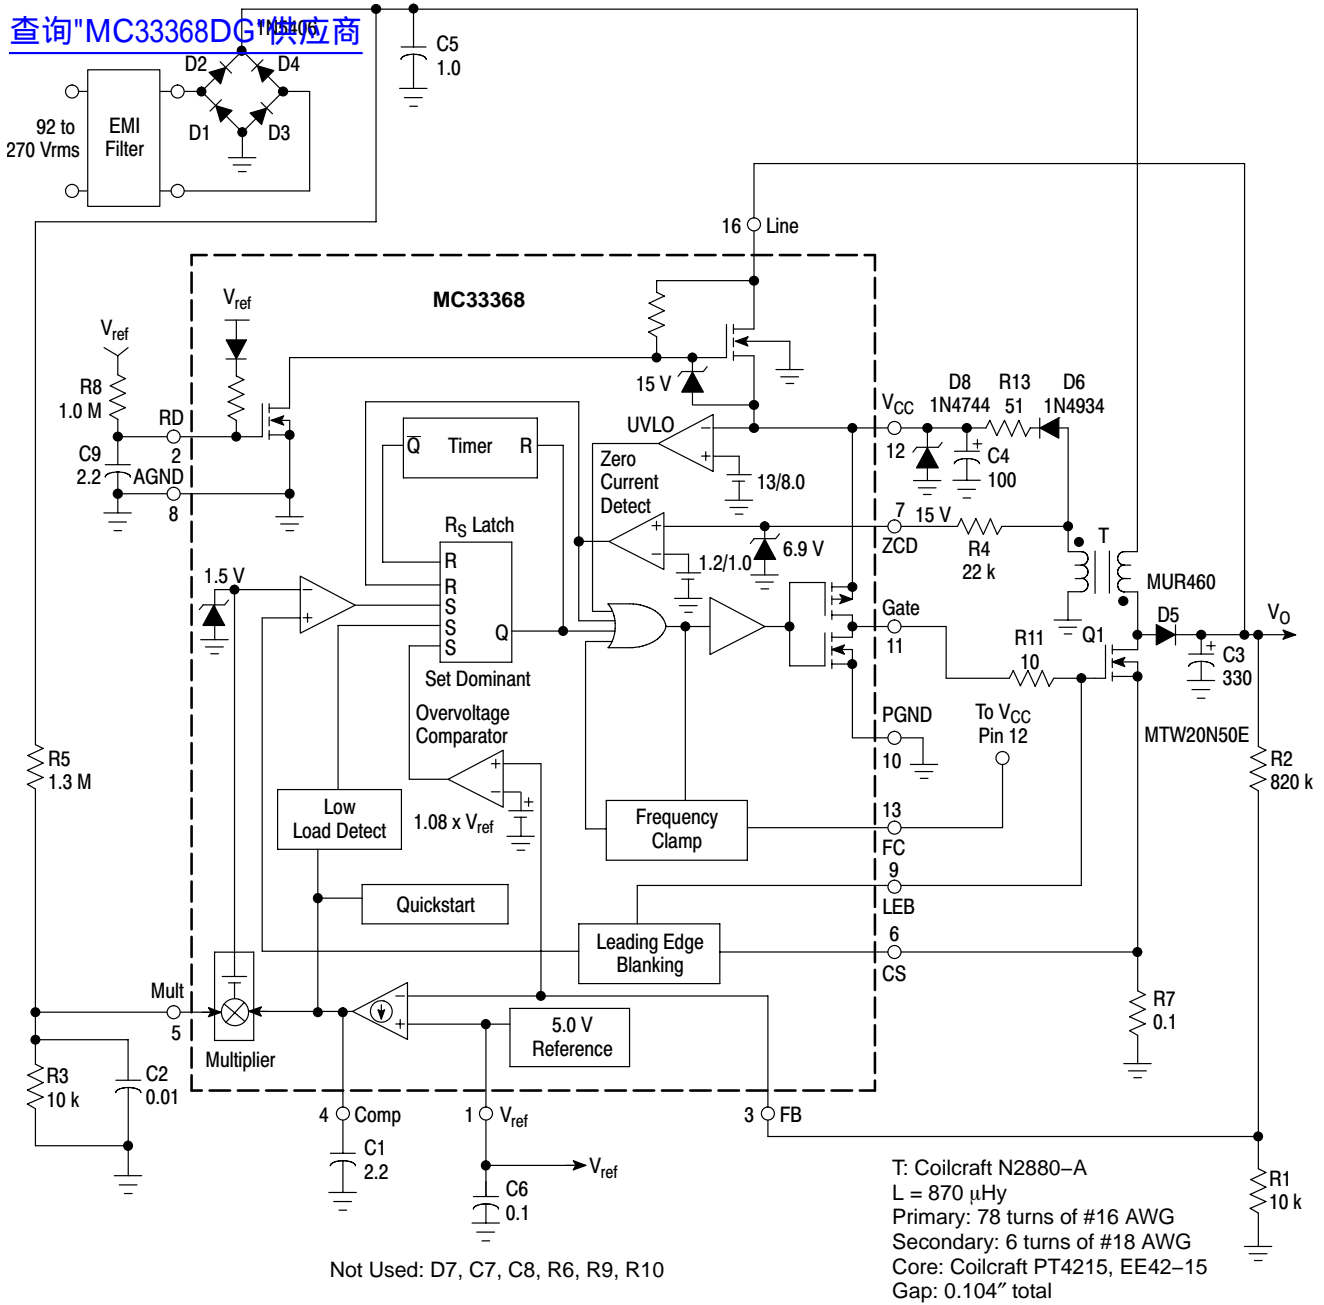 查询"MC33368DG"供应商
1N5406
C5
1.0
D2
D4
D1
D3
92 to
270 Vrms
EMI
Filter
16
Line
MC33368
Vref
Vref
R8
1.0 M
RD
2
C9
2.2
AGND
8
15 V
UVLO
VCC
12
D8
1N4744
R13
51
D6
1N4934
C4
100
+
13/8.0
Q
Timer
R
Zero
Current
Detect
7
15 V
ZCD
R4
22 k
T
6.9 V
1.2/1.0
RS Latch
R
R
S
S
S
Q
Set Dominant
1.5 V
Gate
11
MUR460
D5
VO
R11
10
Q1
C3
330
+
Overvoltage
Comparator
PGND
10
To VCC
Pin 12
MTW20N50E
R2
820 k
R5
1.3 M
Low
Load Detect
1.08 x Vref
Frequency
Clamp
13
FC
9
LEB
Quickstart
Leading Edge
Blanking
6
CS
Mult
5
Multiplier
5.0 V
Reference
R7
0.1
R3
10 k
C2
0.01
4
Comp
1
Vref
3
FB
C1
2.2
Vref
C6
0.1
R1
10 k
T: Coilcraft N2880−A
L = 870 μHy
Primary: 78 turns of #16 AWG
Secondary: 6 turns of #18 AWG
Core: Coilcraft PT4215, EE42−15
Gap: 0.104″ total
Not Used: D7, C7, C8, R6, R9, R10